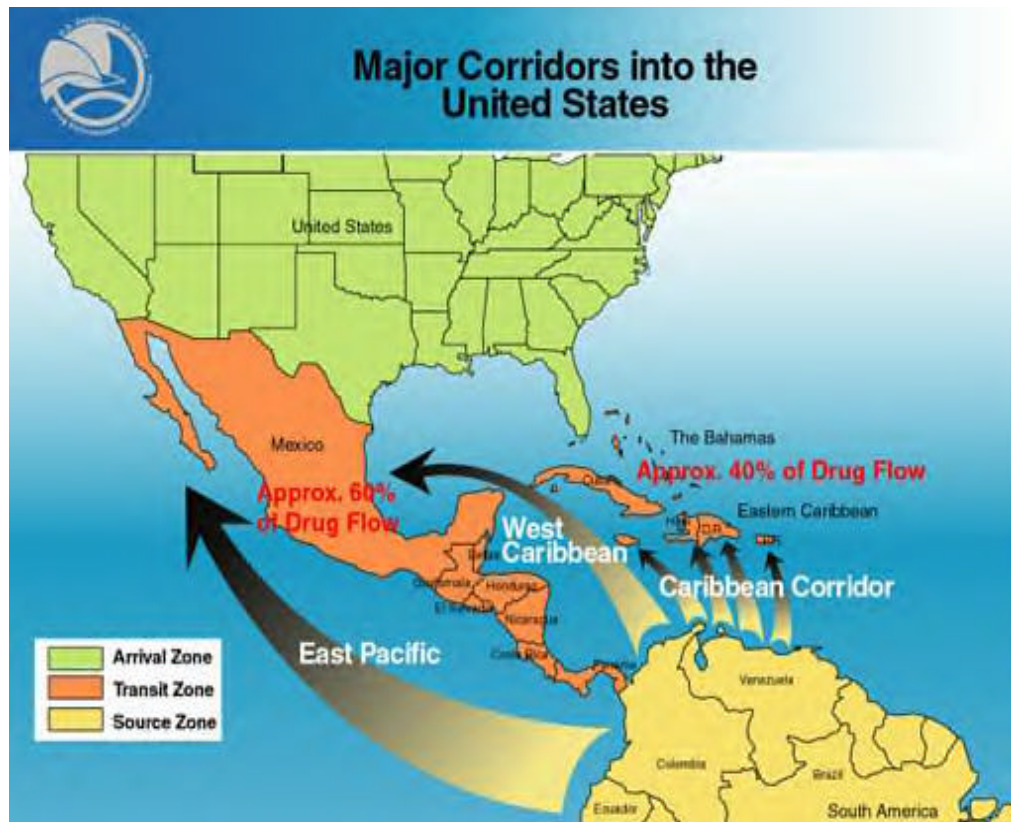 Major Corridors into the
United States
United States
Mexico
The Bahamas
Approx. 40% of Drug Flow
Approx. 60%
of Drug Flow
Eastern Caribbean
D.R.
West
Caribbean
Caribbean Corridor
Guatemala
Honduras
El Salvador
Nicaragua
Costa Rica
Panama
East Pacific
Arrival Zone
Transit Zone
Source Zone
Venezuela
Colombia
Brazil
Ecuador
South America